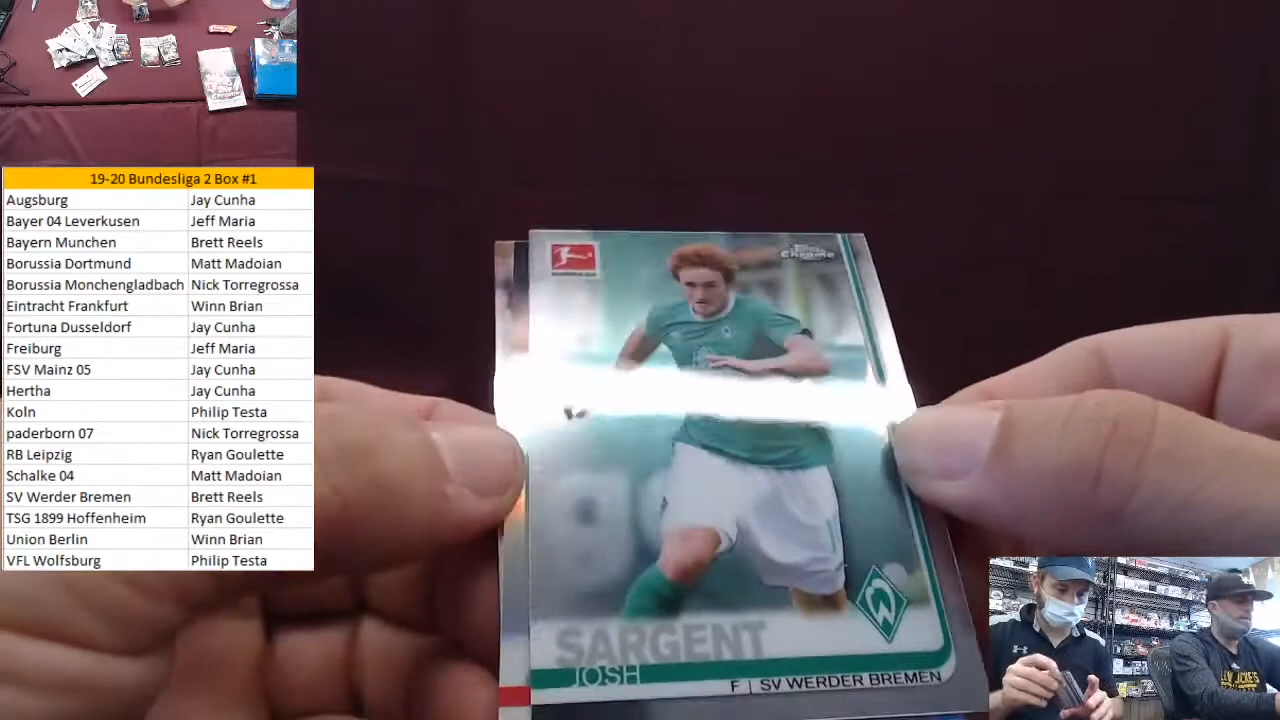 19-20 Bundesliga 2 Box #1
Augsburg Jay Cunha
Bayer 04 Leverkusen Jeff Maria
Bayern Munchen Brett Reels
Borussia Dortmund Matt Madoian
Borussia Monchengladbach Nick Torregrossa
Eintracht Frankfurt Winn Brian
Fortuna Dusseldorf Jay Cunha
Freiburg Jeff Maria
FSV Mainz 05 Jay Cunha
Hertha Jay Cunha
Koln Philip Testa
paderborn 07 Nick Torregrossa
RB Leipzig Ryan Goulette
Schalke 04 Matt Madoian
SV Werder Bremen Brett Reels
TSG 1899 Hoffenheim Ryan Goulette
Union Berlin Winn Brian
VFL Wolfsburg Philip Testa
Topps
Chrome
SARGENT
JOSH
F | SV WERDER BREMEN